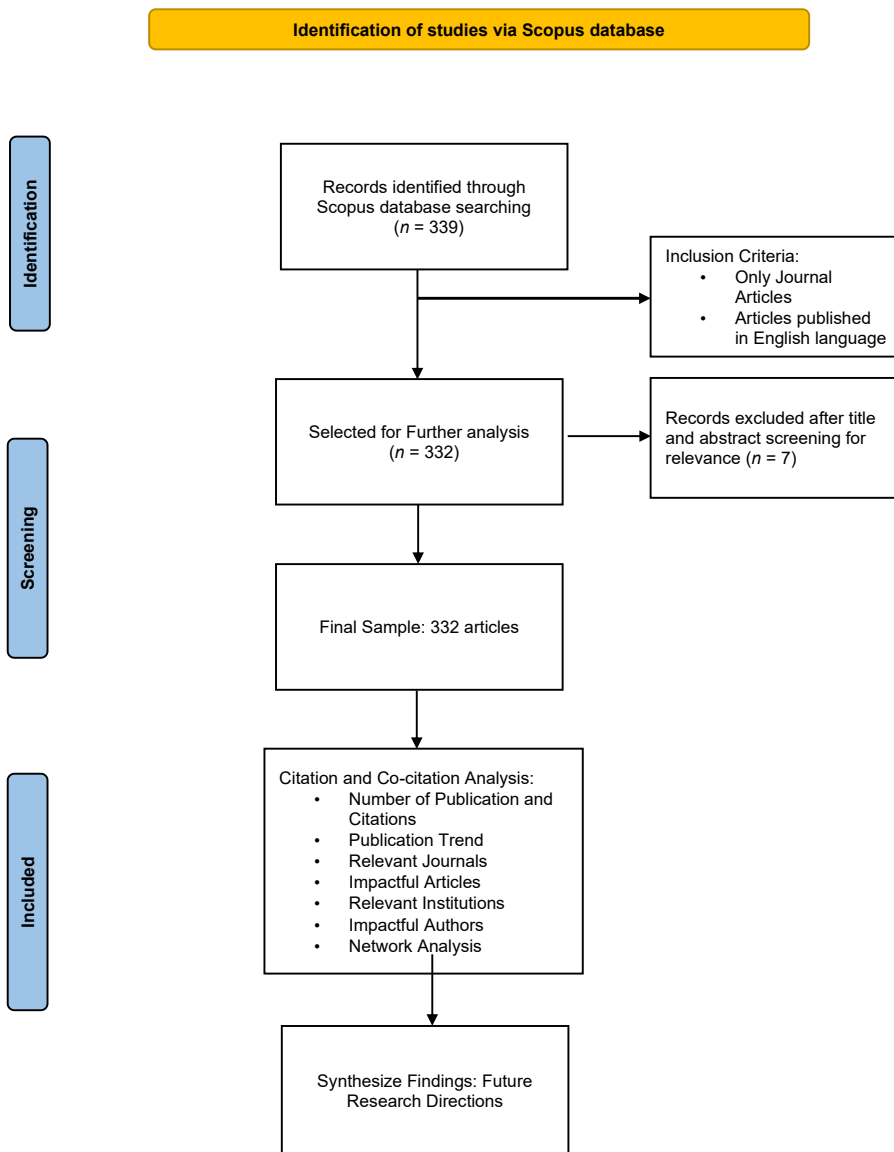 Identification of studies via Scopus database
Identification
Records identified through
Scopus database searching
(n = 339)
Inclusion Criteria:
• Only Journal
Articles
• Articles published
in English language
Screening
Selected for Further analysis
(n = 332)
Records excluded after title
and abstract screening for
relevance (n = 7)
Final Sample: 332 articles
Included
Citation and Co-citation Analysis:
• Number of Publication and
Citations
• Publication Trend
• Relevant Journals
• Impactful Articles
• Relevant Institutions
• Impactful Authors
• Network Analysis
Synthesize Findings: Future
Research Directions